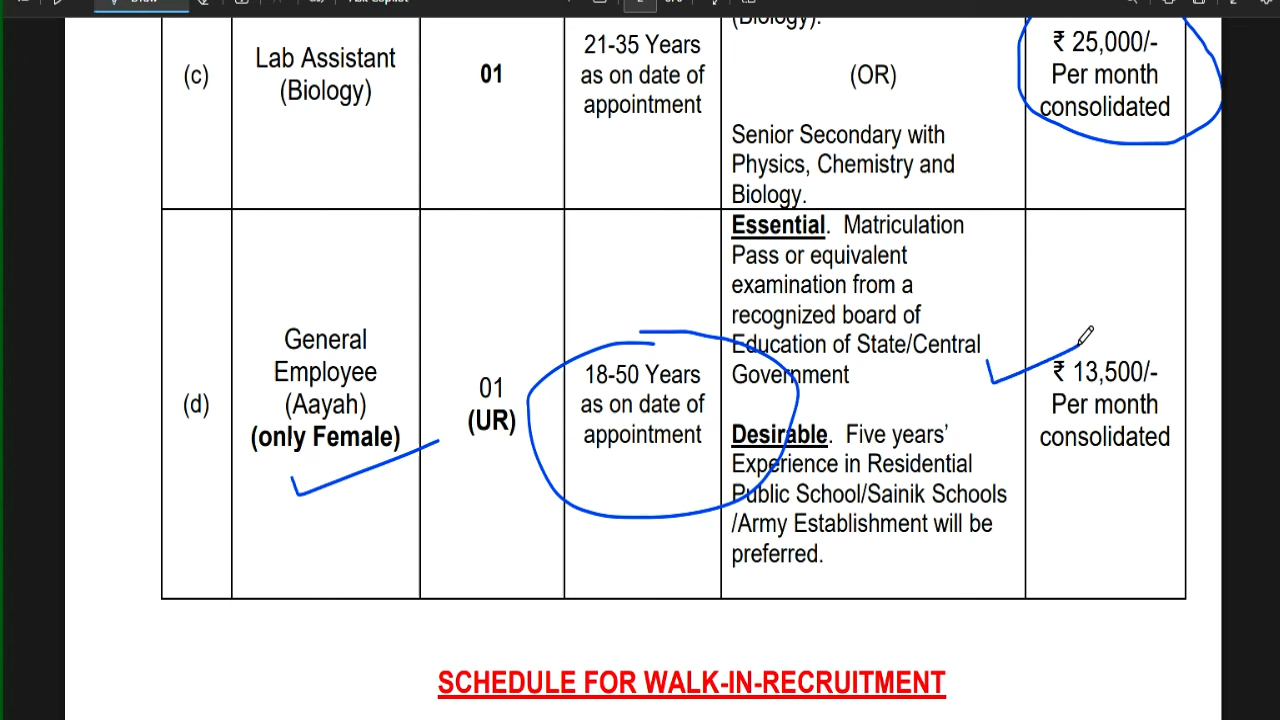 Draw
(Biology).
(c)
Lab Assistant
(Biology)
01
21-35 Years
as on date of
appointment
(OR)
Senior Secondary with
Physics, Chemistry and
Biology.
₹ 25,000/-
Per month
consolidated
(d)
General
Employee
(Aayah)
(only Female)
01
(UR)
18-50 Years
as on date of
appointment
Essential. Matriculation
Pass or equivalent
examination from a
recognized board of
Education of State/Central
Government
Desirable. Five years’
Experience in Residential
Public School/Sainik Schools
/Army Establishment will be
preferred.
₹ 13,500/-
Per month
consolidated
SCHEDULE FOR WALK-IN-RECRUITMENT